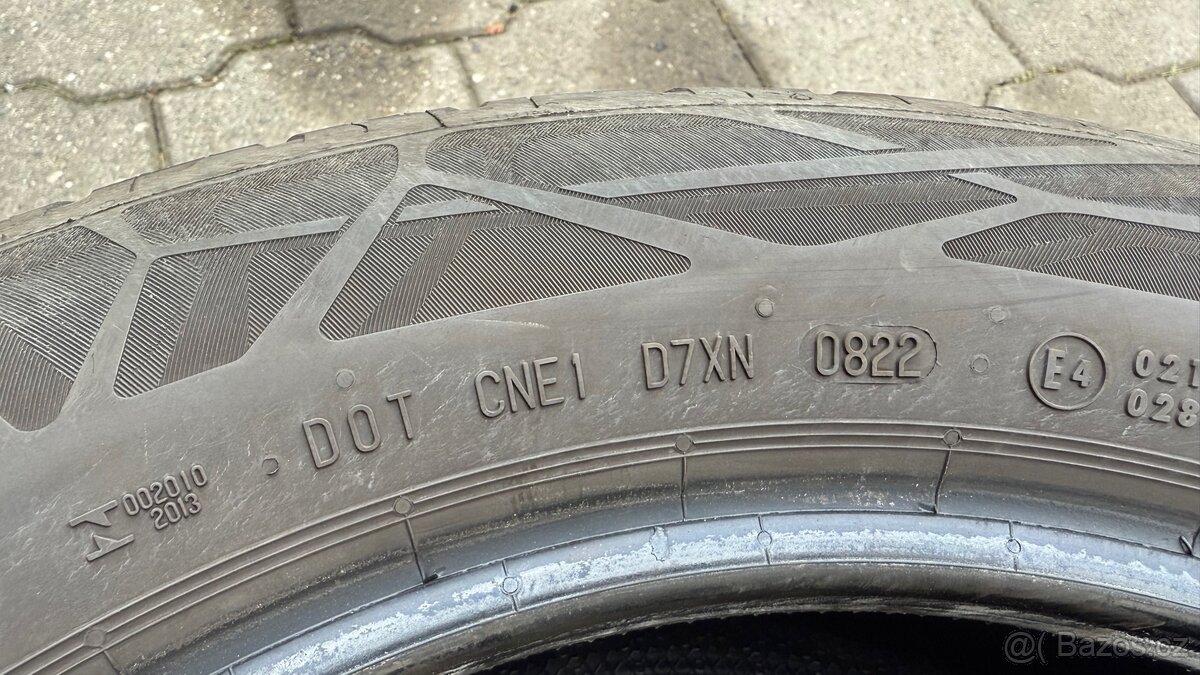 DOT CNE1 D7XN 0822 E4 021
028
002010
2013
@( Bazos.cz